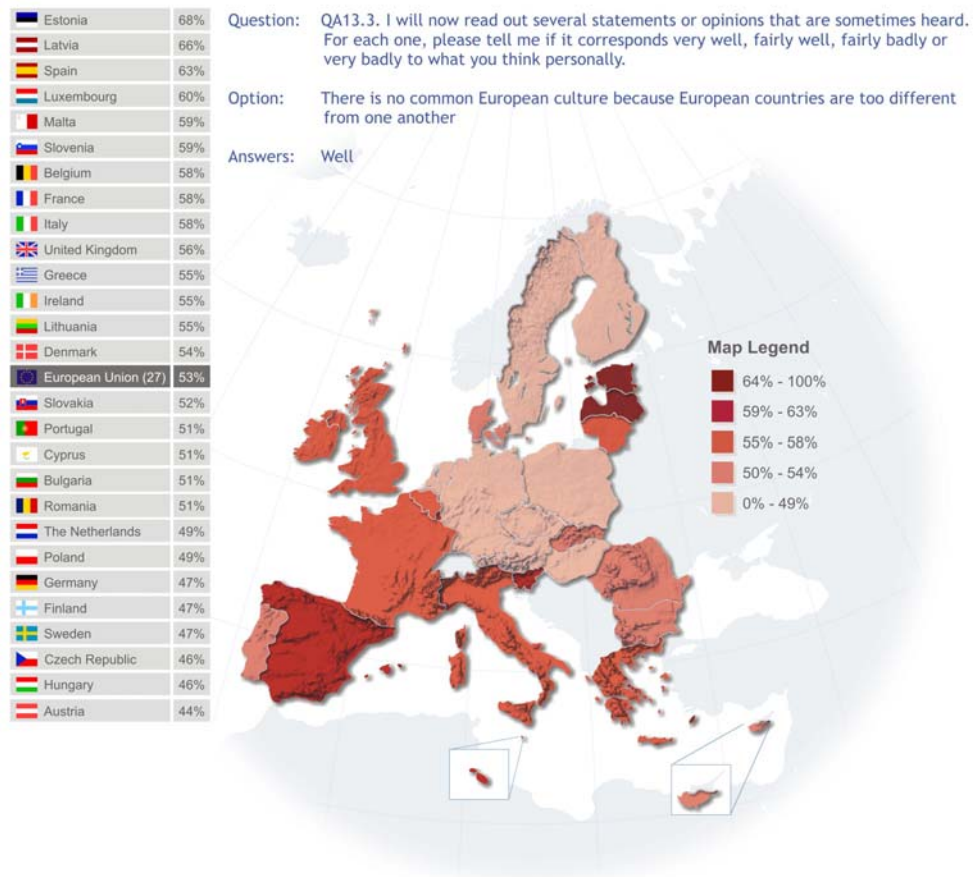 Estonia 68%
Latvia 66%
Spain 63%
Luxembourg 60%
Malta 59%
Slovenia 59%
Belgium 58%
France 58%
Italy 58%
United Kingdom 56%
Greece 55%
Ireland 55%
Lithuania 55%
Denmark 54%
European Union (27) 53%
Slovakia 52%
Portugal 51%
Cyprus 51%
Bulgaria 51%
Romania 51%
The Netherlands 49%
Poland 49%
Germany 47%
Finland 47%
Sweden 47%
Czech Republic 46%
Hungary 46%
Austria 44%
Question: QA13.3. I will now read out several statements or opinions that are sometimes heard.
For each one, please tell me if it corresponds very well, fairly well, fairly badly or
very badly to what you think personally.
Option: There is no common European culture because European countries are too different
from one another
Answers: Well
Map Legend
64% - 100%
59% - 63%
55% - 58%
50% - 54%
0% - 49%